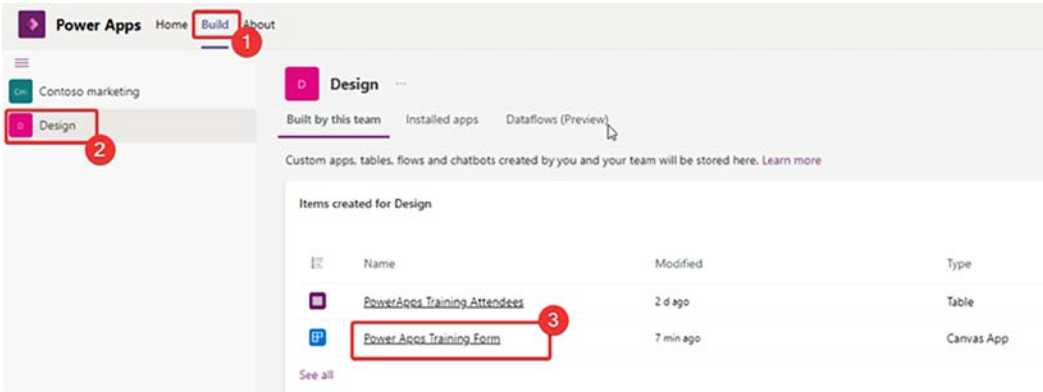 Power Apps Home Build About
1
Cm Contoso marketing
D Design
2
D Design ...
Built by this team Installed apps Dataflows (Preview)
Custom apps, tables, flows and chatbots created by you and your team will be stored here. Learn more
Items created for Design
Name Modified Type
PowerApps Training Attendees 2 d ago Table
3
Power Apps Training Form 7 min ago Canvas App
See all